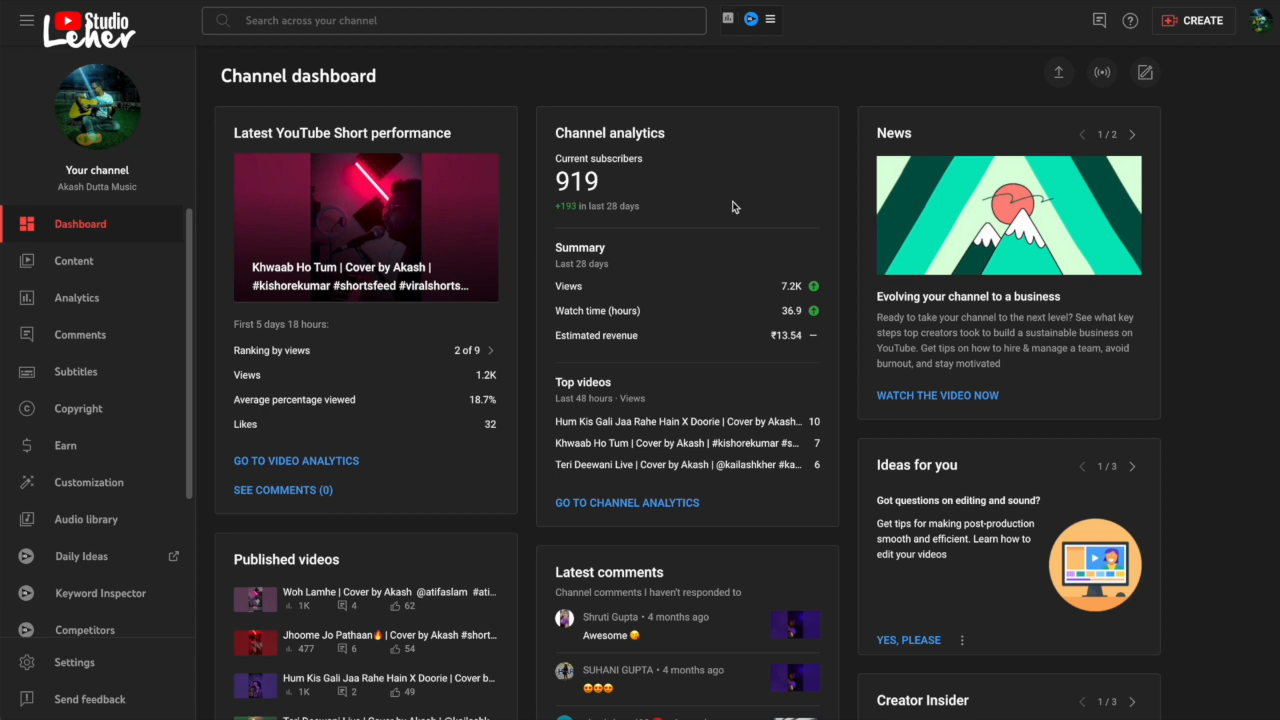 Studio
Leher
Search across your channel
CREATE
Your channel
Akash Dutta Music
Dashboard
Content
Analytics
Comments
Subtitles
Copyright
Earn
Customization
Audio library
Daily Ideas
Keyword Inspector
Competitors
Settings
Send feedback
Channel dashboard
Latest YouTube Short performance
Khwaab Ho Tum | Cover by Akash |
#kishorekumar #shortsfeed #viralshorts...
First 5 days 18 hours:
Ranking by views 2 of 9
Views 1.2K
Average percentage viewed 18.7%
Likes 32
GO TO VIDEO ANALYTICS
SEE COMMENTS (0)
Published videos
Woh Lamhe | Cover by Akash @atifaslam #ati...
1K 4 62
Jhoome Jo Pathaan🔥 | Cover by Akash #short...
477 6 54
Hum Kis Gali Jaa Rahe Hain X Doorie | Cover b...
1K 2 49
Channel analytics
Current subscribers
919
+193 in last 28 days
Summary
Last 28 days
Views 7.2K
Watch time (hours) 36.9
Estimated revenue ₹13.54 —
Top videos
Last 48 hours · Views
Hum Kis Gali Jaa Rahe Hain X Doorie | Cover by Akash... 10
Khwaab Ho Tum | Cover by Akash | #kishorekumar #s... 7
Teri Deewani Live | Cover by Akash | @kailashkher #ka... 6
GO TO CHANNEL ANALYTICS
Latest comments
Channel comments I haven't responded to
Shruti Gupta • 4 months ago
Awesome 😘
SUHANI GUPTA • 4 months ago
😍😍😍
News
1 / 2
Evolving your channel to a business
Ready to take your channel to the next level? See what key
steps top creators took to build a sustainable business on
YouTube. Get tips on how to hire & manage a team, avoid
burnout, and stay motivated
WATCH THE VIDEO NOW
Ideas for you
1 / 3
Got questions on editing and sound?
Get tips for making post-production
smooth and efficient. Learn how to
edit your videos
YES, PLEASE
Creator Insider
1 / 3